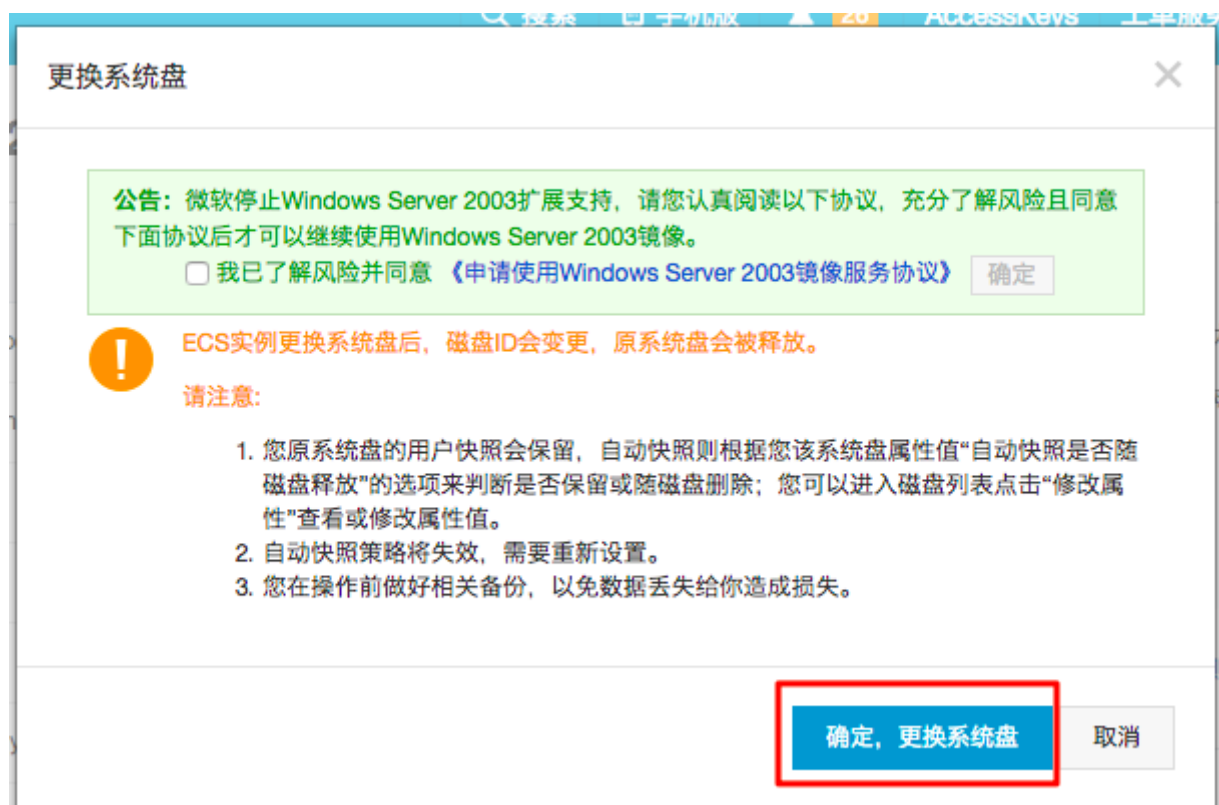 搜索 手机版 26 AccessKeys
更换系统盘
公告：微软停止Windows Server 2003扩展支持，请您认真阅读以下协议，充分了解风险且同意
下面协议后才可以继续使用Windows Server 2003镜像。
我已了解风险并同意 《申请使用Windows Server 2003镜像服务协议》 确定
ECS实例更换系统盘后，磁盘ID会变更，原系统盘会被释放。
请注意:
1. 您原系统盘的用户快照会保留，自动快照则根据您该系统盘属性值“自动快照是否随
磁盘释放”的选项来判断是否保留或随磁盘删除；您可以进入磁盘列表点击“修改属
性”查看或修改属性值。
2. 自动快照策略将失效，需要重新设置。
3. 您在操作前做好相关备份，以免数据丢失给你造成损失。
确定，更换系统盘 取消